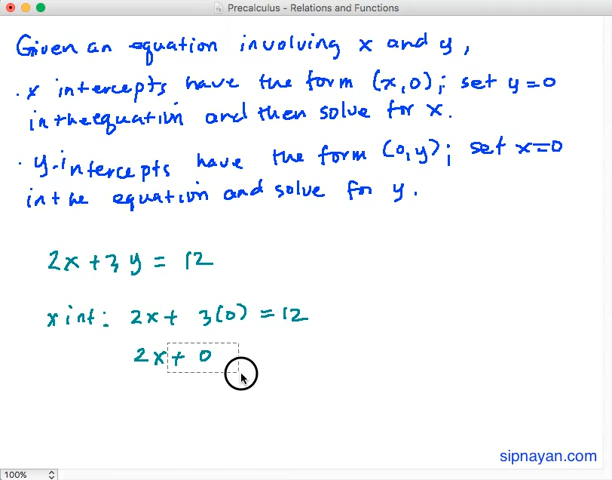 Precalculus - Relations and Functions
Given an equation involving x and y,
· x intercepts have the form (x,0); set y=0
in the equation and then solve for x.
· y-intercepts have the form (0,y); set x=0
in the equation and solve for y.
2x + 3y = 12
x int: 2x + 3(0) = 12
2x + 0
sipnayan.com
100%